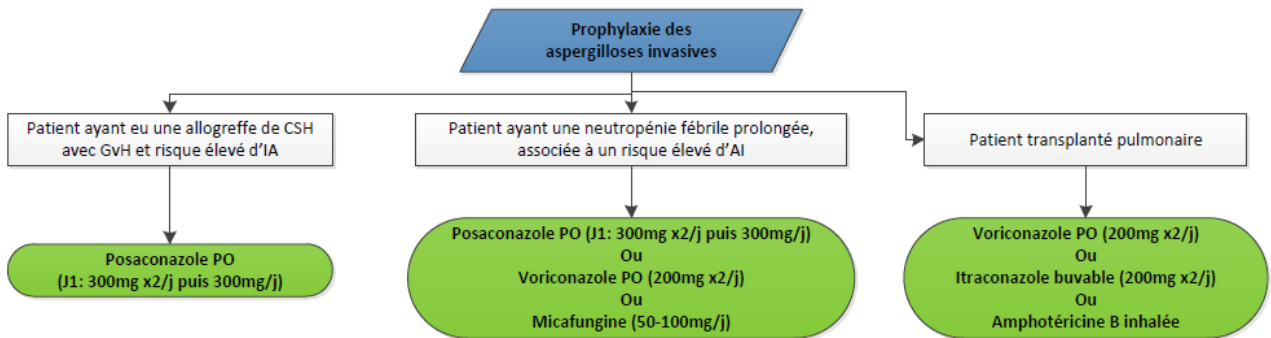 Prophylaxie des
aspergilloses invasives
Patient ayant eu une allogreffe de CSH
avec GvH et risque élevé d'IA
Patient ayant une neutropénie fébrile prolongée,
associée à un risque élevé d'AI
Patient transplanté pulmonaire
Posaconazole PO
(J1: 300mg x2/j puis 300mg/j)
Posaconazole PO (J1: 300mg x2/j puis 300mg/j)
Ou
Voriconazole PO (200mg x2/j)
Ou
Micafungine (50-100mg/j)
Voriconazole PO (200mg x2/j)
Ou
Itraconazole buvable (200mg x2/j)
Ou
Amphotéricine B inhalée